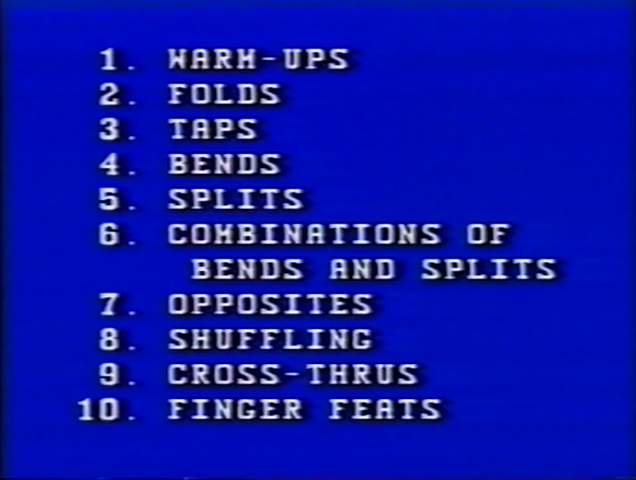 1. WARM-UPS
2. FOLDS
3. TAPS
4. BENDS
5. SPLITS
6. COMBINATIONS OF
BENDS AND SPLITS
7. OPPOSITES
8. SHUFFLING
9. CROSS-THRUS
10. FINGER FEATS